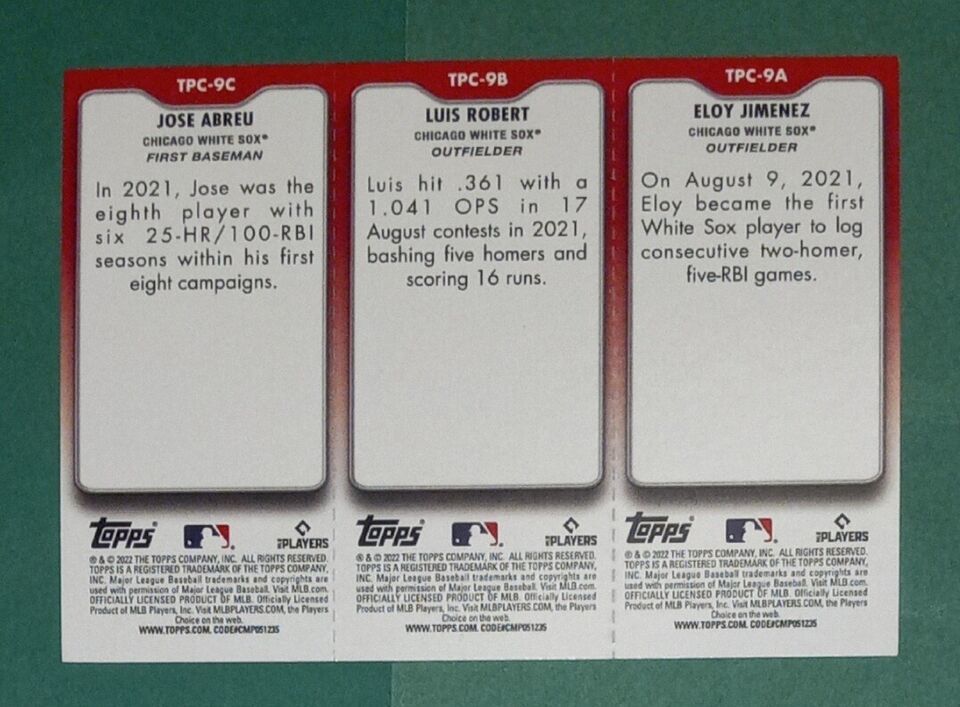 TPC-9C
JOSE ABREU
CHICAGO WHITE SOX®
FIRST BASEMAN
In 2021, Jose was the
eighth player with
six 25-HR/100-RBI
seasons within his first
eight campaigns.
topps®
PLAYERS
® & © 2022 THE TOPPS COMPANY, INC. ALL RIGHTS RESERVED.
TOPPS IS A REGISTERED TRADEMARK OF THE TOPPS COMPANY,
INC. Major League Baseball trademarks and copyrights are
used with permission of Major League Baseball. Visit MLB.com.
OFFICIALLY LICENSED PRODUCT OF MLB. Officially Licensed
Product of MLB Players, Inc. Visit MLBPLAYERS.COM, the Players
Choice on the web.
WWW.TOPPS.COM. CODE#CMP051235
TPC-9B
LUIS ROBERT
CHICAGO WHITE SOX®
OUTFIELDER
Luis hit .361 with a
1.041 OPS in 17
August contests in 2021,
bashing five homers and
scoring 16 runs.
topps®
PLAYERS
® & © 2022 THE TOPPS COMPANY, INC. ALL RIGHTS RESERVED.
TOPPS IS A REGISTERED TRADEMARK OF THE TOPPS COMPANY,
INC. Major League Baseball trademarks and copyrights are
used with permission of Major League Baseball. Visit MLB.com.
OFFICIALLY LICENSED PRODUCT OF MLB. Officially Licensed
Product of MLB Players, Inc. Visit MLBPLAYERS.COM, the Players
Choice on the web.
WWW.TOPPS.COM. CODE#CMP051235
TPC-9A
ELOY JIMENEZ
CHICAGO WHITE SOX®
OUTFIELDER
On August 9, 2021,
Eloy became the first
White Sox player to log
consecutive two-homer,
five-RBI games.
topps®
PLAYERS
® & © 2022 THE TOPPS COMPANY, INC. ALL RIGHTS RESERVED.
TOPPS IS A REGISTERED TRADEMARK OF THE TOPPS COMPANY,
INC. Major League Baseball trademarks and copyrights are
used with permission of Major League Baseball. Visit MLB.com.
OFFICIALLY LICENSED PRODUCT OF MLB. Officially Licensed
Product of MLB Players, Inc. Visit MLBPLAYERS.COM, the Players
Choice on the web.
WWW.TOPPS.COM. CODE#CMP051235